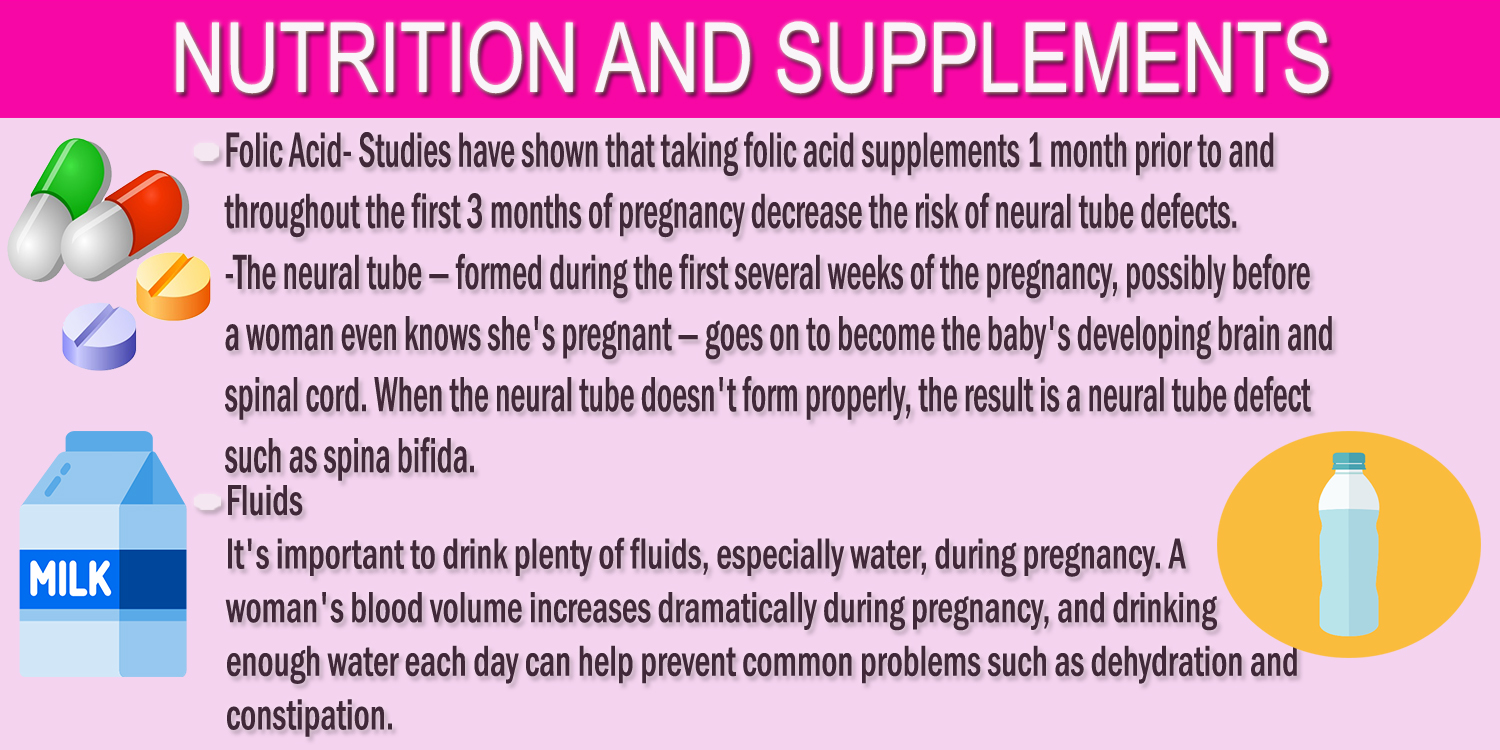 NUTRITION AND SUPPLEMENTS
Folic Acid- Studies have shown that taking folic acid supplements 1 month prior to and
throughout the first 3 months of pregnancy decrease the risk of neural tube defects.
-The neural tube — formed during the first several weeks of the pregnancy, possibly before
a woman even knows she's pregnant — goes on to become the baby's developing brain and
spinal cord. When the neural tube doesn't form properly, the result is a neural tube defect
such as spina bifida.
Fluids
It's important to drink plenty of fluids, especially water, during pregnancy. A
woman's blood volume increases dramatically during pregnancy, and drinking
enough water each day can help prevent common problems such as dehydration and
constipation.
MILK